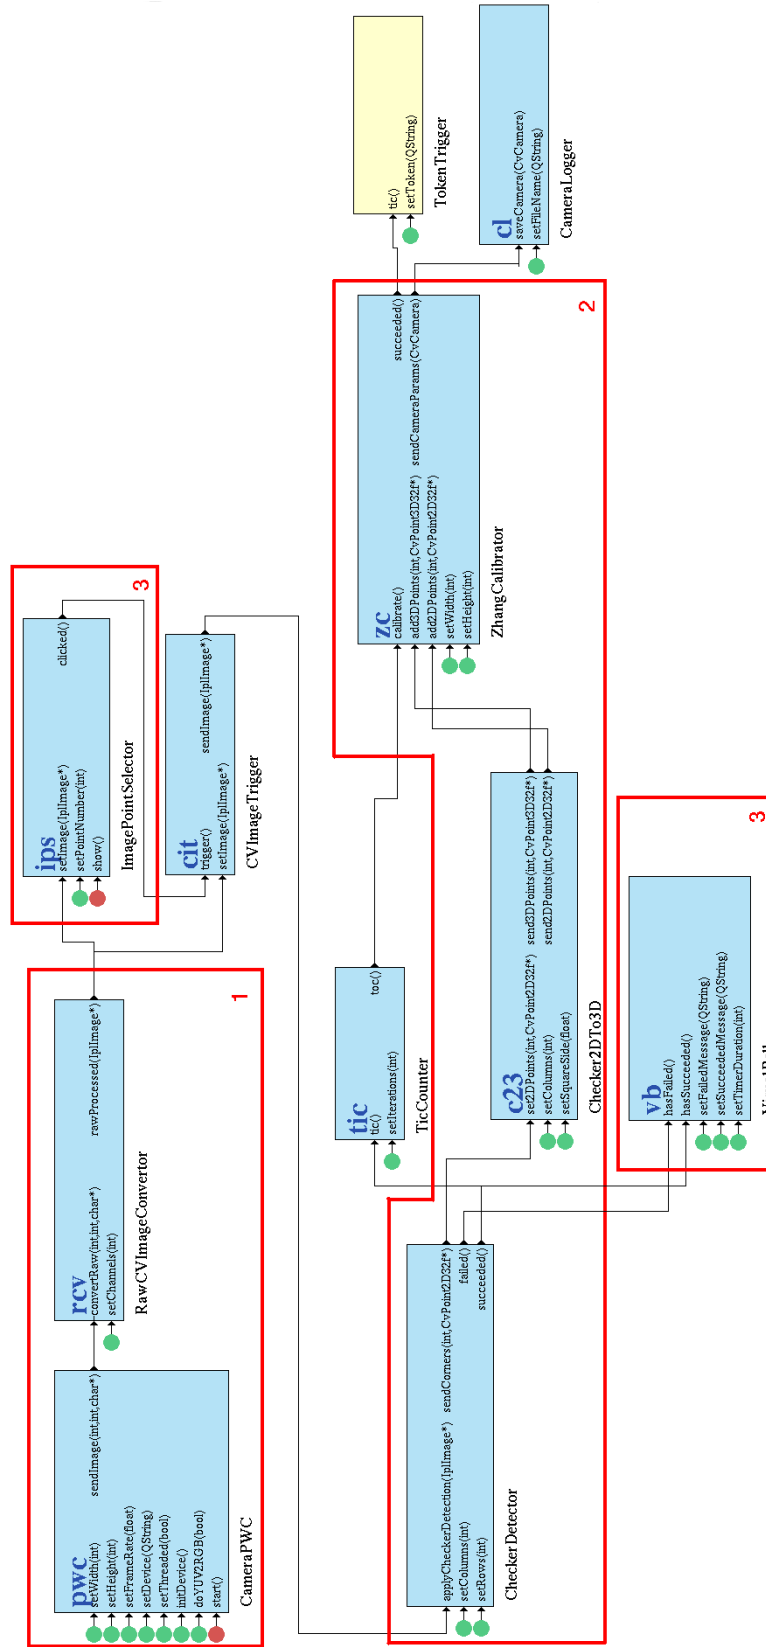 pwc
setWidth(int)
setHeight(int)
setFrameRate(float)
setDevice(QString)
setThreaded(bool)
initDevice()
doYUV2RGB(bool)
start()
sendImage(int,int,char*)
CameraPWC
rcv
convertRaw(int,int,char*)
setChannels(int)
rawProcessed(IplImage*)
RawCVImageConvertor
1
ips
setImage(IplImage*)
setPointNumber(int)
show()
clicked()
ImagePointSelector
3
cit
trigger()
setImage(IplImage*)
sendImage(IplImage*)
CVImageTrigger
applyCheckerDetection(IplImage*)
setColumns(int)
setRows(int)
sendCorners(int,CvPoint2D32f*)
failed()
succeeded()
CheckerDetector
tic
tic()
setIterations(int)
toc()
TicCounter
c23
set2DPoints(int,CvPoint2D32f*)
setColumns(int)
setSquareSide(float)
send3DPoints(int,CvPoint3D32f*)
send2DPoints(int,CvPoint2D32f*)
Checker2DTo3D
zc
calibrate()
add3DPoints(int,CvPoint3D32f*)
add2DPoints(int,CvPoint2D32f*)
setWidth(int)
setHeight(int)
succeeded()
sendCameraParams(CvCamera)
ZhangCalibrator
2
tic()
setToken(QString)
TokenTrigger
cl
saveCamera(CvCamera)
setFileName(QString)
CameraLogger
vb
hasFailed()
hasSucceeded()
setFailedMessage(QString)
setSucceededMessage(QString)
setTimerDuration(int)
3